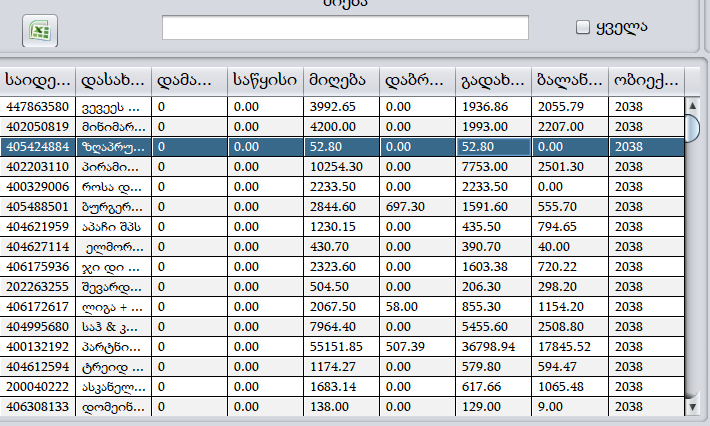 ძიება
ყველა
საიდე... დასახ... დამა... საწყისი მიღება დაბრ... გადახ... ბალან... ობიექ...
447863580 ვევეეს ... 0 0.00 3992.65 0.00 1936.86 2055.79 2038
402050819 მინიმარ... 0 0.00 4200.00 0.00 1993.00 2207.00 2038
405424884 ზღაპრუ... 0 0.00 52.80 0.00 52.80 0.00 2038
402203110 პირამი... 0 0.00 10254.30 0.00 7753.00 2501.30 2038
400329006 როსა დ... 0 0.00 2233.50 0.00 2233.50 0.00 2038
405488501 ბურგერ... 0 0.00 2844.60 697.30 1591.60 555.70 2038
404621959 აპაჩი შპს 0 0.00 1230.15 0.00 435.50 794.65 2038
404627114 ელმორ... 0 0.00 430.70 0.00 390.70 40.00 2038
406175936 ჯი დი ... 0 0.00 2323.60 0.00 1603.38 720.22 2038
202263255 შევარდ... 0 0.00 504.50 0.00 206.30 298.20 2038
406172617 ლიგა + ... 0 0.00 2067.50 58.00 855.30 1154.20 2038
404995680 საჰ & კ... 0 0.00 7964.40 0.00 5455.60 2508.80 2038
400132192 პარტნი... 0 0.00 55151.85 507.39 36798.94 17845.52 2038
404612594 ტრეიდ ... 0 0.00 1174.27 0.00 579.80 594.47 2038
200040222 ასკანელ... 0 0.00 1683.14 0.00 617.66 1065.48 2038
406308133 დომეინ... 0 0.00 138.00 0.00 129.00 9.00 2038